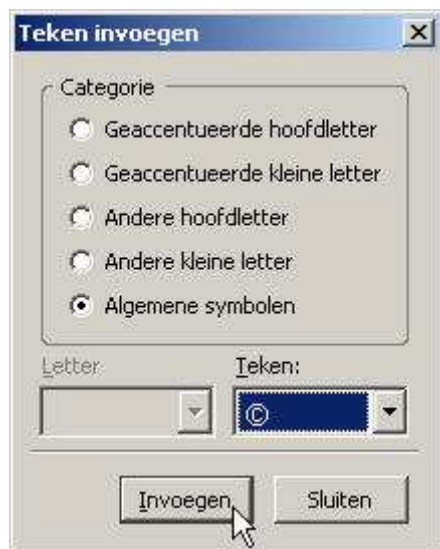 Teken invoegen
Categorie
Geaccentueerde hoofdletter
Geaccentueerde kleine letter
Andere hoofdletter
Andere kleine letter
Algemene symbolen
Letter Teken:
©
Invoegen Sluiten